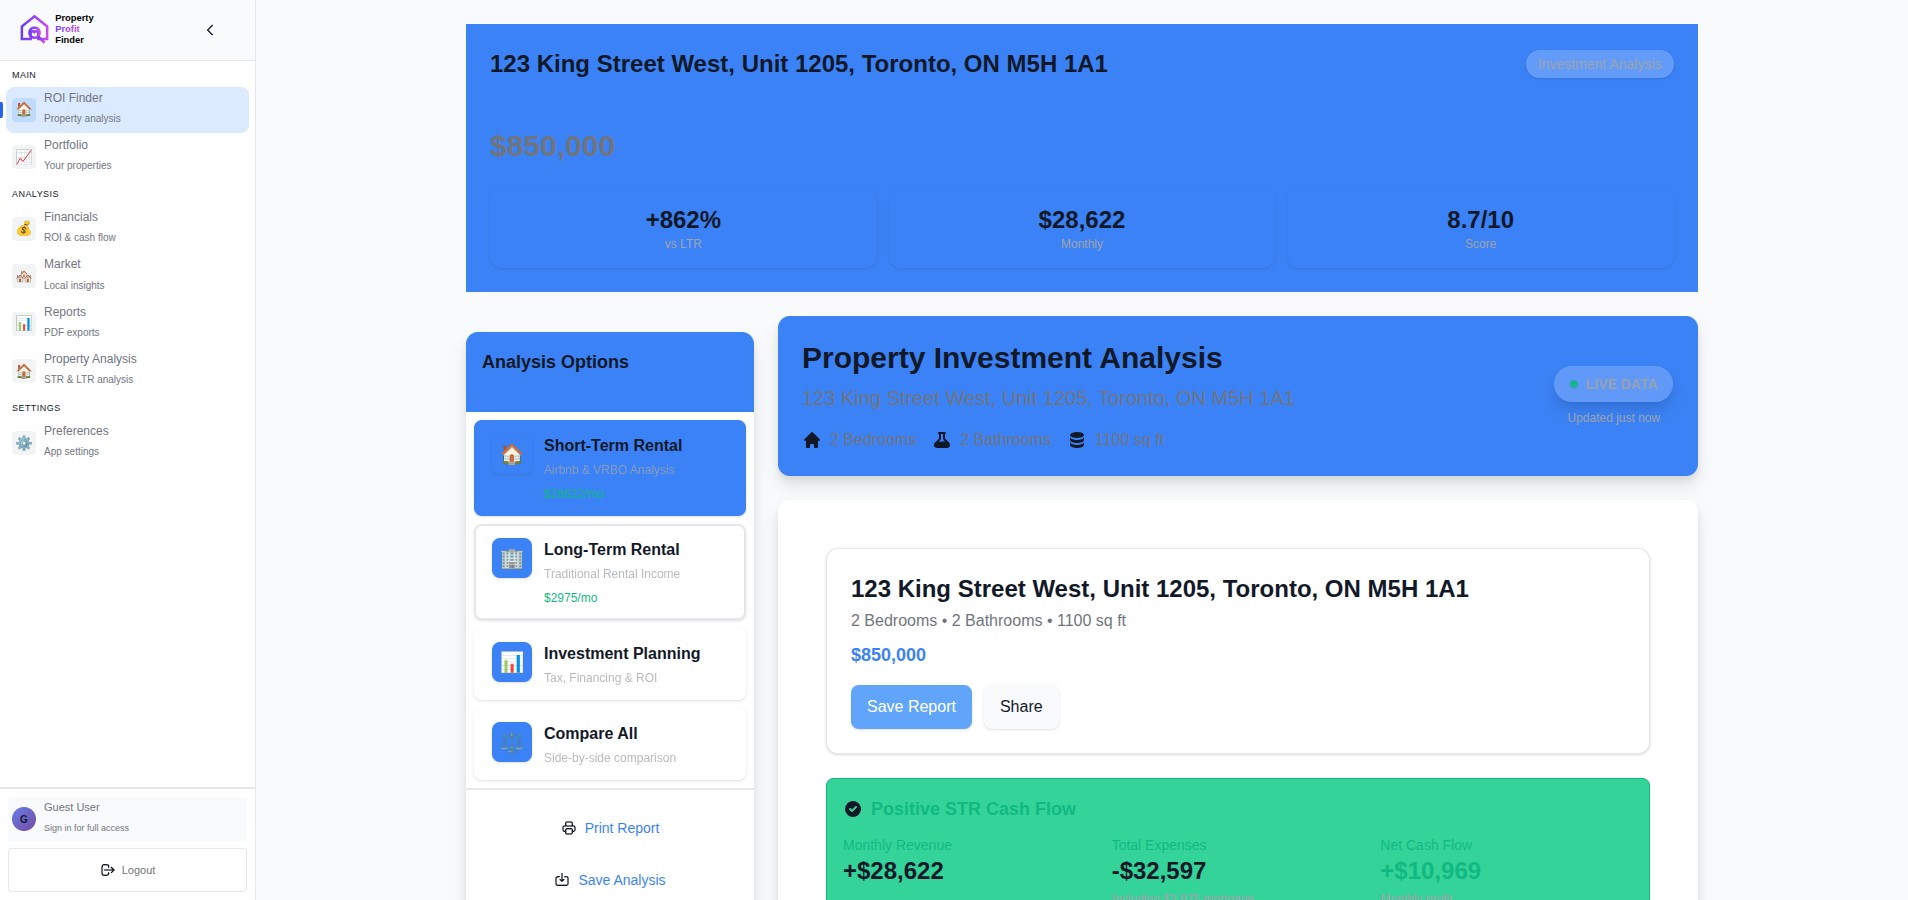 Property
Profit
Finder
MAIN
ROI Finder
Property analysis
Portfolio
Your properties
ANALYSIS
Financials
ROI & cash flow
Market
Local insights
Reports
PDF exports
Property Analysis
STR & LTR analysis
SETTINGS
Preferences
App settings
G
Guest User
Sign in for full access
Logout
123 King Street West, Unit 1205, Toronto, ON M5H 1A1
Investment Analysis
$850,000
+862%
vs LTR
$28,622
Monthly
8.7/10
Score
Analysis Options
Short-Term Rental
Airbnb & VRBO Analysis
Long-Term Rental
Traditional Rental Income
$2975/mo
Investment Planning
Tax, Financing & ROI
Compare All
Side-by-side comparison
Print Report
Save Analysis
Property Investment Analysis
123 King Street West, Unit 1205, Toronto, ON M5H 1A1
2 Bedrooms
2 Bathrooms
1100 sq ft
LIVE DATA
Updated just now
123 King Street West, Unit 1205, Toronto, ON M5H 1A1
2 Bedrooms • 2 Bathrooms • 1100 sq ft
$850,000
Save Report
Share
Positive STR Cash Flow
Monthly Revenue
+$28,622
Total Expenses
-$32,597
Net Cash Flow
+$10,969